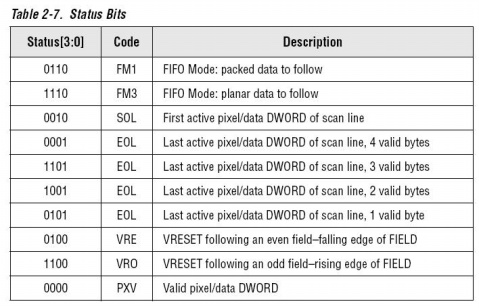 Table 2-7. Status Bits
Status[3:0] Code Description
0110 FM1 FIFO Mode: packed data to follow
1110 FM3 FIFO Mode: planar data to follow
0010 SOL First active pixel/data DWORD of scan line
0001 EOL Last active pixel/data DWORD of scan line, 4 valid bytes
1101 EOL Last active pixel/data DWORD of scan line, 3 valid bytes
1001 EOL Last active pixel/data DWORD of scan line, 2 valid bytes
0101 EOL Last active pixel/data DWORD of scan line, 1 valid byte
0100 VRE VRESET following an even field–falling edge of FIELD
1100 VRO VRESET following an odd field–rising edge of FIELD
0000 PXV Valid pixel/data DWORD